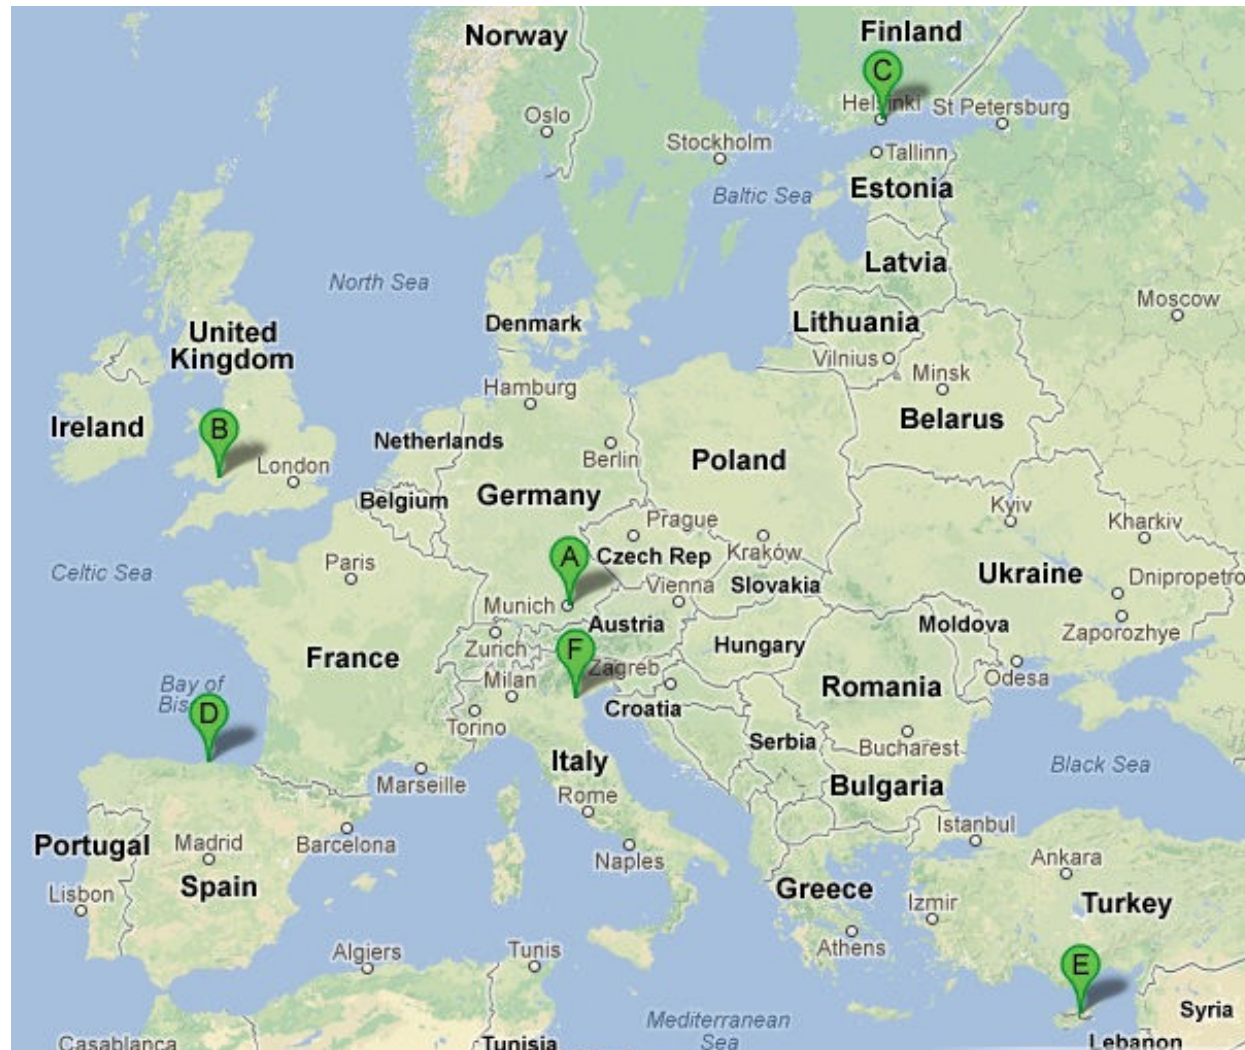 Norway
Finland
C
Helsinki
St Petersburg
Oslo
Stockholm
Tallinn
Baltic Sea
Estonia
Latvia
North Sea
Moscow
Denmark
Lithuania
United
Kingdom
Vilnius
Minsk
Hamburg
Belarus
Ireland
B
Netherlands
London
Berlin
Poland
Belgium
Germany
Kyiv
Prague
Kharkiv
Paris
A
Czech Rep
Kraków
Celtic Sea
Ukraine
Dnipropetro
Vienna
Slovakia
Munich
Austria
Moldova
Zaporozhye
Zurich
F
Hungary
France
Zagreb
Odesa
Milan
Bay of
Bis
Romania
D
Croatia
Torino
Serbia
Bucharest
Italy
Black Sea
Marseille
Bulgaria
Rome
Istanbul
Portugal
Madrid
Barcelona
Naples
Ankara
Spain
Greece
Lisbon
Izmir
Turkey
Algiers
Tunis
Athens
E
Syria
Mediterranean
Sea
Casablanca
Tunisia
Lebanon